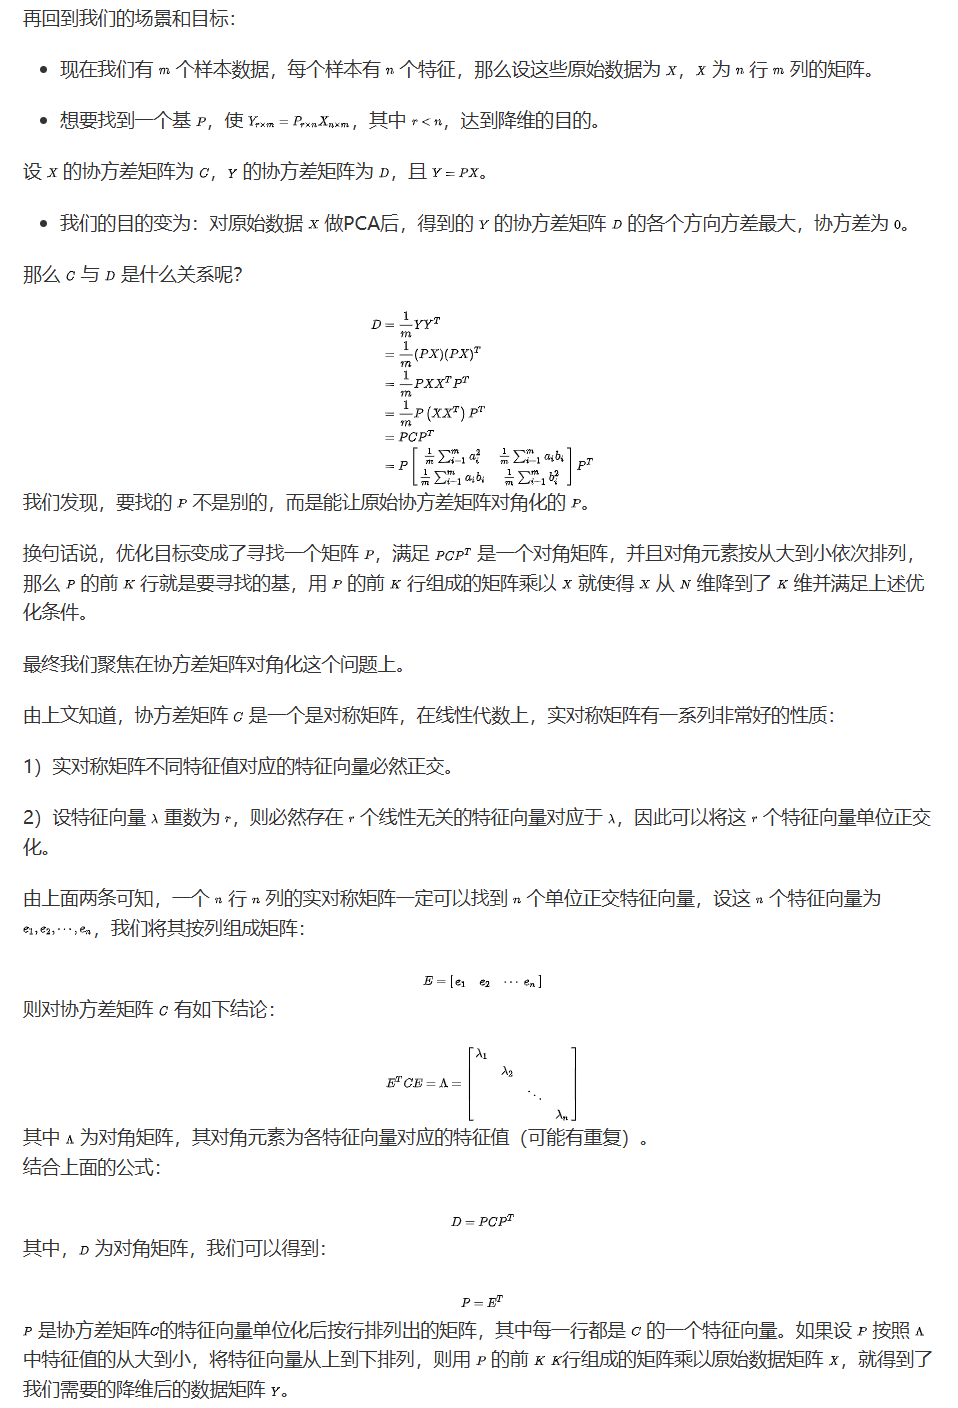 再回到我们的场景和目标：
• 现在我们有 m 个样本数据，每个样本有 n 个特征，那么设这些原始数据为 X，X 为 n 行 m 列的矩阵。
• 想要找到一个基 P，使 Y_{r×m} = P_{r×n}X_{n×m}，其中 r < n，达到降维的目的。
设 X 的协方差矩阵为 C，Y 的协方差矩阵为 D，且 Y = PX。
• 我们的目的变为：对原始数据 X 做PCA后，得到的 Y 的协方差矩阵 D 的各个方向方差最大，协方差为 0。
那么 C 与 D 是什么关系呢？
D = \frac{1}{m}YY^T
= \frac{1}{m}(PX)(PX)^T
= \frac{1}{m}PXX^TP^T
= \frac{1}{m}P(XX^T)P^T
= PCP^T
= P \begin{bmatrix} \frac{1}{m}\sum_{i-1}^{m} a_i^2 & \frac{1}{m}\sum_{i-1}^{m} a_ib_i \\ \frac{1}{m}\sum_{i-1}^{m} a_ib_i & \frac{1}{m}\sum_{i-1}^{m} b_i^2 \end{bmatrix} P^T
我们发现，要找的 P 不是别的，而是能让原始协方差矩阵对角化的 P。
换句话说，优化目标变成了寻找一个矩阵 P，满足 PCP^T 是一个对角矩阵，并且对角元素按从大到小依次排列，
那么 P 的前 K 行就是要寻找的基，用 P 的前 K 行组成的矩阵乘以 X 就使得 X 从 N 维降到了 K 维并满足上述优
化条件。
最终我们聚焦在协方差矩阵对角化这个问题上。
由上文知道，协方差矩阵 C 是一个是对称矩阵，在线性代数上，实对称矩阵有一系列非常好的性质：
1）实对称矩阵不同特征值对应的特征向量必然正交。
2）设特征向量 λ 重数为 r，则必然存在 r 个线性无关的特征向量对应于 λ，因此可以将这 r 个特征向量单位正交
化。
由上面两条可知，一个 n 行 n 列的实对称矩阵一定可以找到 n 个单位正交特征向量，设这 n 个特征向量为
e_1, e_2, ⋯, e_n，我们将其按列组成矩阵：
E = [e_1 e_2 ⋯ e_n]
则对协方差矩阵 C 有如下结论：
E^TCE = Λ = \begin{bmatrix} λ_1 & & & \\ & λ_2 & & \\ & & ⋱ & \\ & & & λ_n \end{bmatrix}
其中 Λ 为对角矩阵，其对角元素为各特征向量对应的特征值（可能有重复）。
结合上面的公式：
D = PCP^T
其中，D 为对角矩阵，我们可以得到：
P = E^T
P 是协方差矩阵C的特征向量单位化后按行排列出的矩阵，其中每一行都是 C 的一个特征向量。如果设 P 按照 Λ
中特征值的从大到小，将特征向量从上到下排列，则用 P 的前 K K行组成的矩阵乘以原始数据矩阵 X，就得到了
我们需要的降维后的数据矩阵 Y。